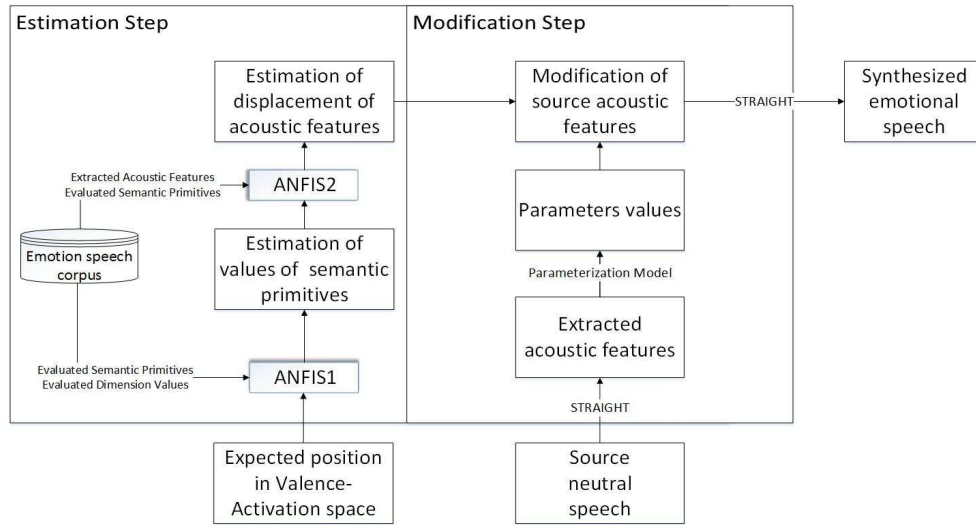 Estimation Step
Modification Step
Estimation of
displacement of
acoustic features
Modification of
source acoustic
features
STRAIGHT
Synthesized
emotional
speech
Extracted Acoustic Features
Evaluated Semantic Primitives
ANFIS2
Parameters values
Emotion speech
corpus
Estimation of
values of semantic
primitives
Parameterization Model
Extracted
acoustic features
Evaluated Semantic Primitives
Evaluated Dimension Values
ANFIS1
STRAIGHT
Expected position
in Valence-
Activation space
Source
neutral
speech